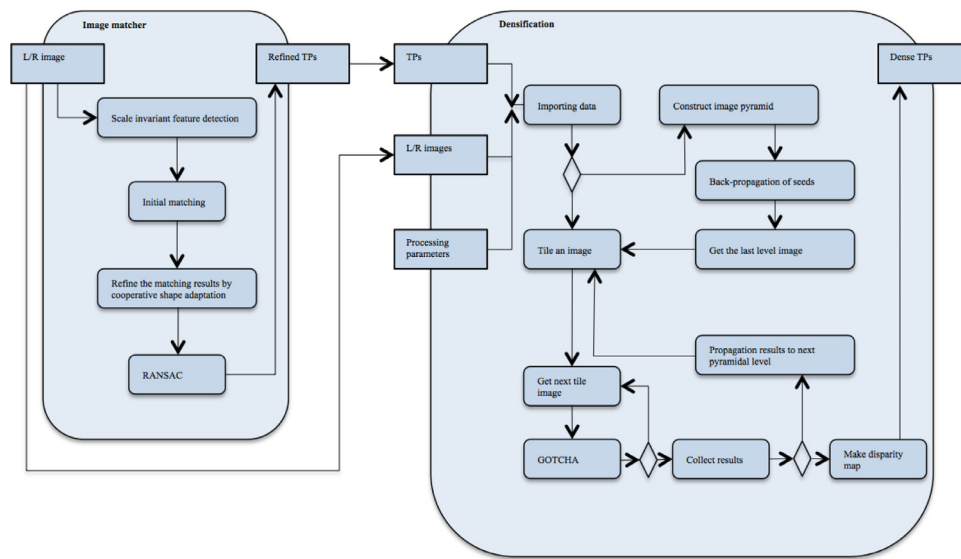 Image matcher
L/R image
Refined TPs
Scale invariant feature detection
Initial matching
Refine the matching results by
cooperative shape adaptation
RANSAC
Densification
TPs
L/R images
Processing
parameters
Dense TPs
Importing data
Construct image pyramid
Back-propagation of seeds
Tile an image
Get the last level image
Propagation results to next
pyramidal level
Get next tile
image
GOTCHA
Collect results
Make disparity
map